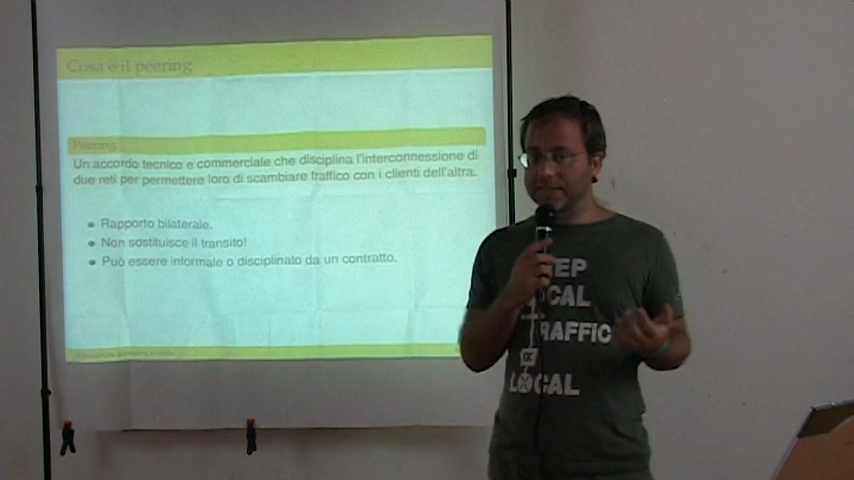 Cosa è il peering
Peering
Un accordo tecnico e commerciale che disciplina l'interconnessione di
due reti per permettere loro di scambiare traffico con i clienti dell'altra.
Rapporto bilaterale.
Non sostituisce il transito!
Può essere informale o disciplinato da un contratto.
EEP
CAL
RAFFIC
IX
LOCAL